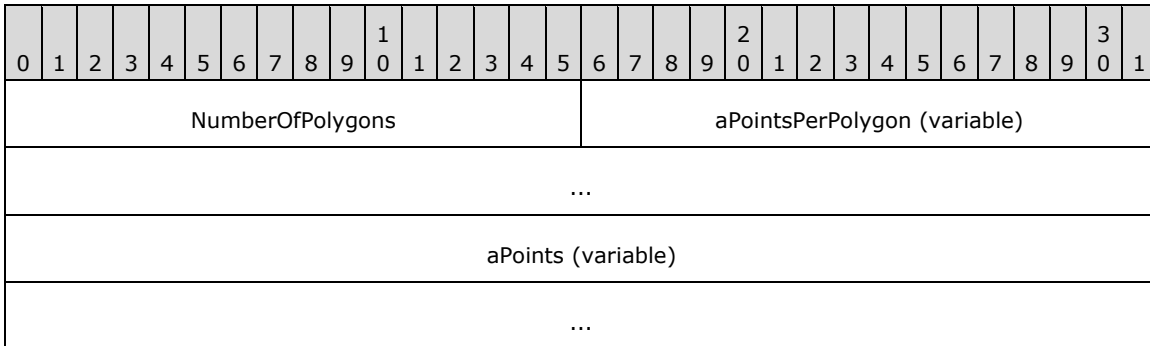 1 2 3
0 1 2 3 4 5 6 7 8 9 0 1 2 3 4 5 6 7 8 9 0 1 2 3 4 5 6 7 8 9 0 1
NumberOfPolygons aPointsPerPolygon (variable)
...
aPoints (variable)
...